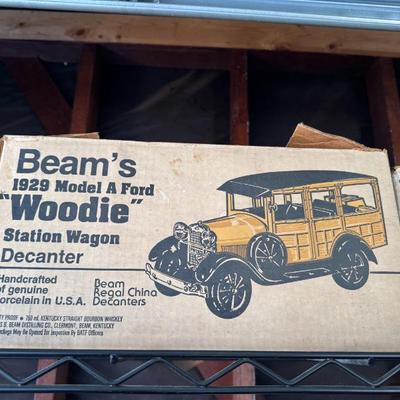 Beam's
1929 Model A Ford
"Woodie"
Station Wagon
Decanter
Handcrafted
of genuine
porcelain in U.S.A.
Beam
Regal China
Decanters
PROOF • 750 ml. KENTUCKY STRAIGHT BOURBON WHISKEY
B. BEAM DISTILLING CO., CLERMONT, BEAM, KENTUCKY
May Be Opened for Inspection By BATF Officers